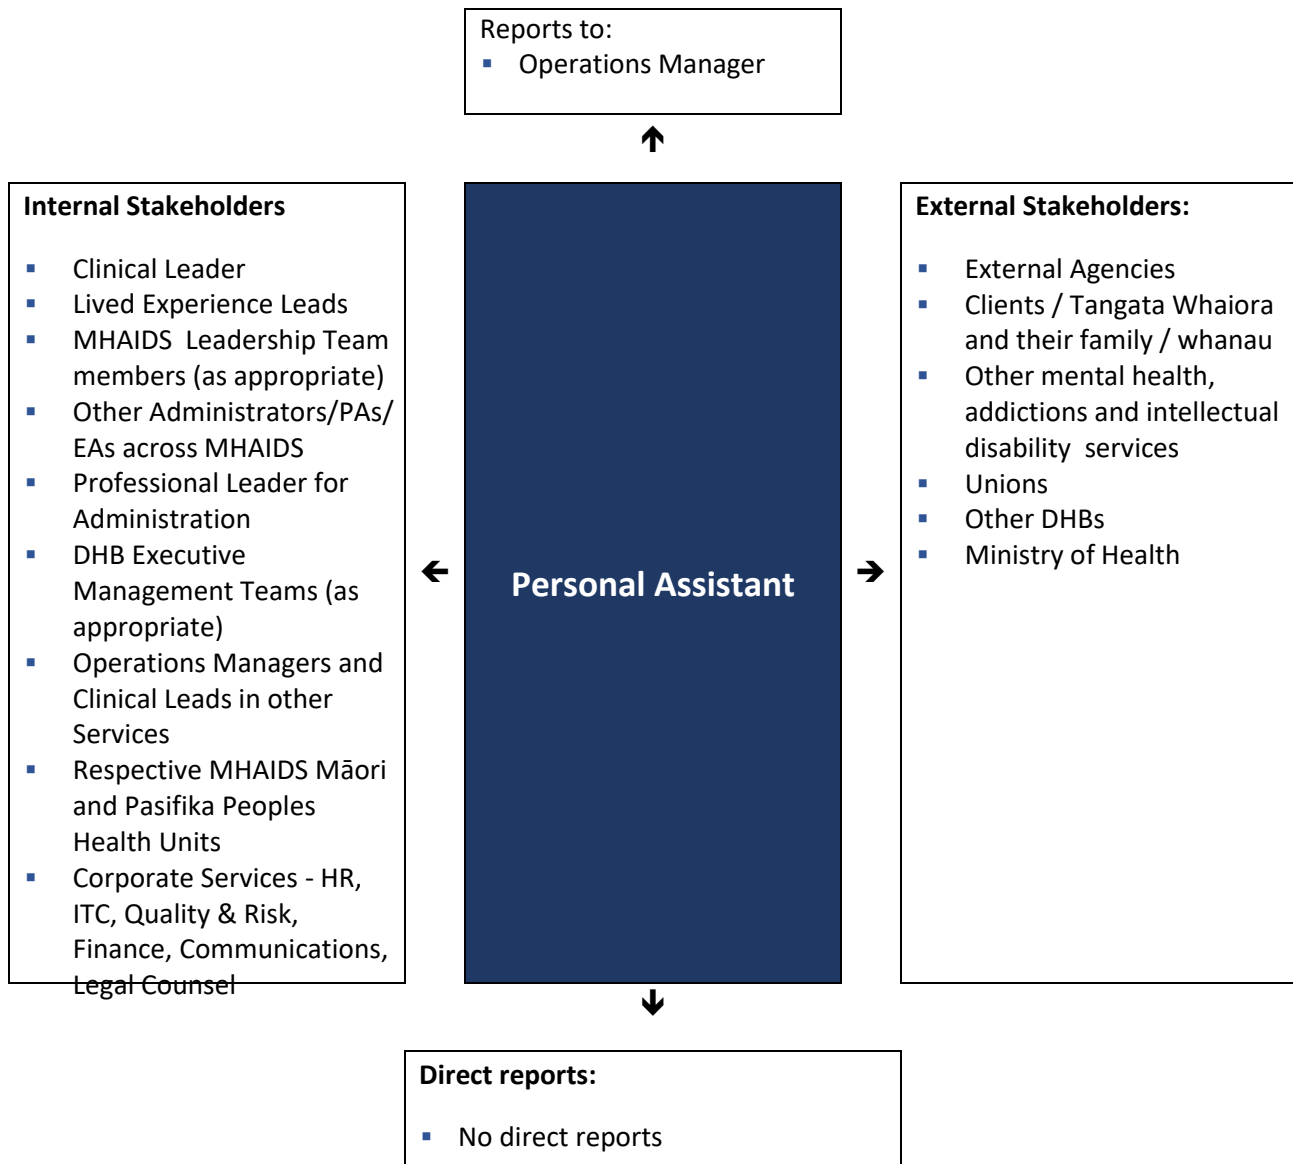 Reports to:
▪ Operations Manager
Internal Stakeholders
▪ Clinical Leader
▪ Lived Experience Leads
▪ MHAIDS Leadership Team
members (as appropriate)
▪ Other Administrators/PAs/
EAs across MHAIDS
▪ Professional Leader for
Administration
▪ DHB Executive
Management Teams (as
appropriate)
▪ Operations Managers and
Clinical Leads in other
Services
▪ Respective MHAIDS Māori
and Pasifika Peoples
Health Units
▪ Corporate Services - HR,
ITC, Quality & Risk,
Finance, Communications,
Legal Counsel
Personal Assistant
External Stakeholders:
▪ External Agencies
▪ Clients / Tangata Whaiora
and their family / whanau
▪ Other mental health,
addictions and intellectual
disability services
▪ Unions
▪ Other DHBs
▪ Ministry of Health
Direct reports:
▪ No direct reports